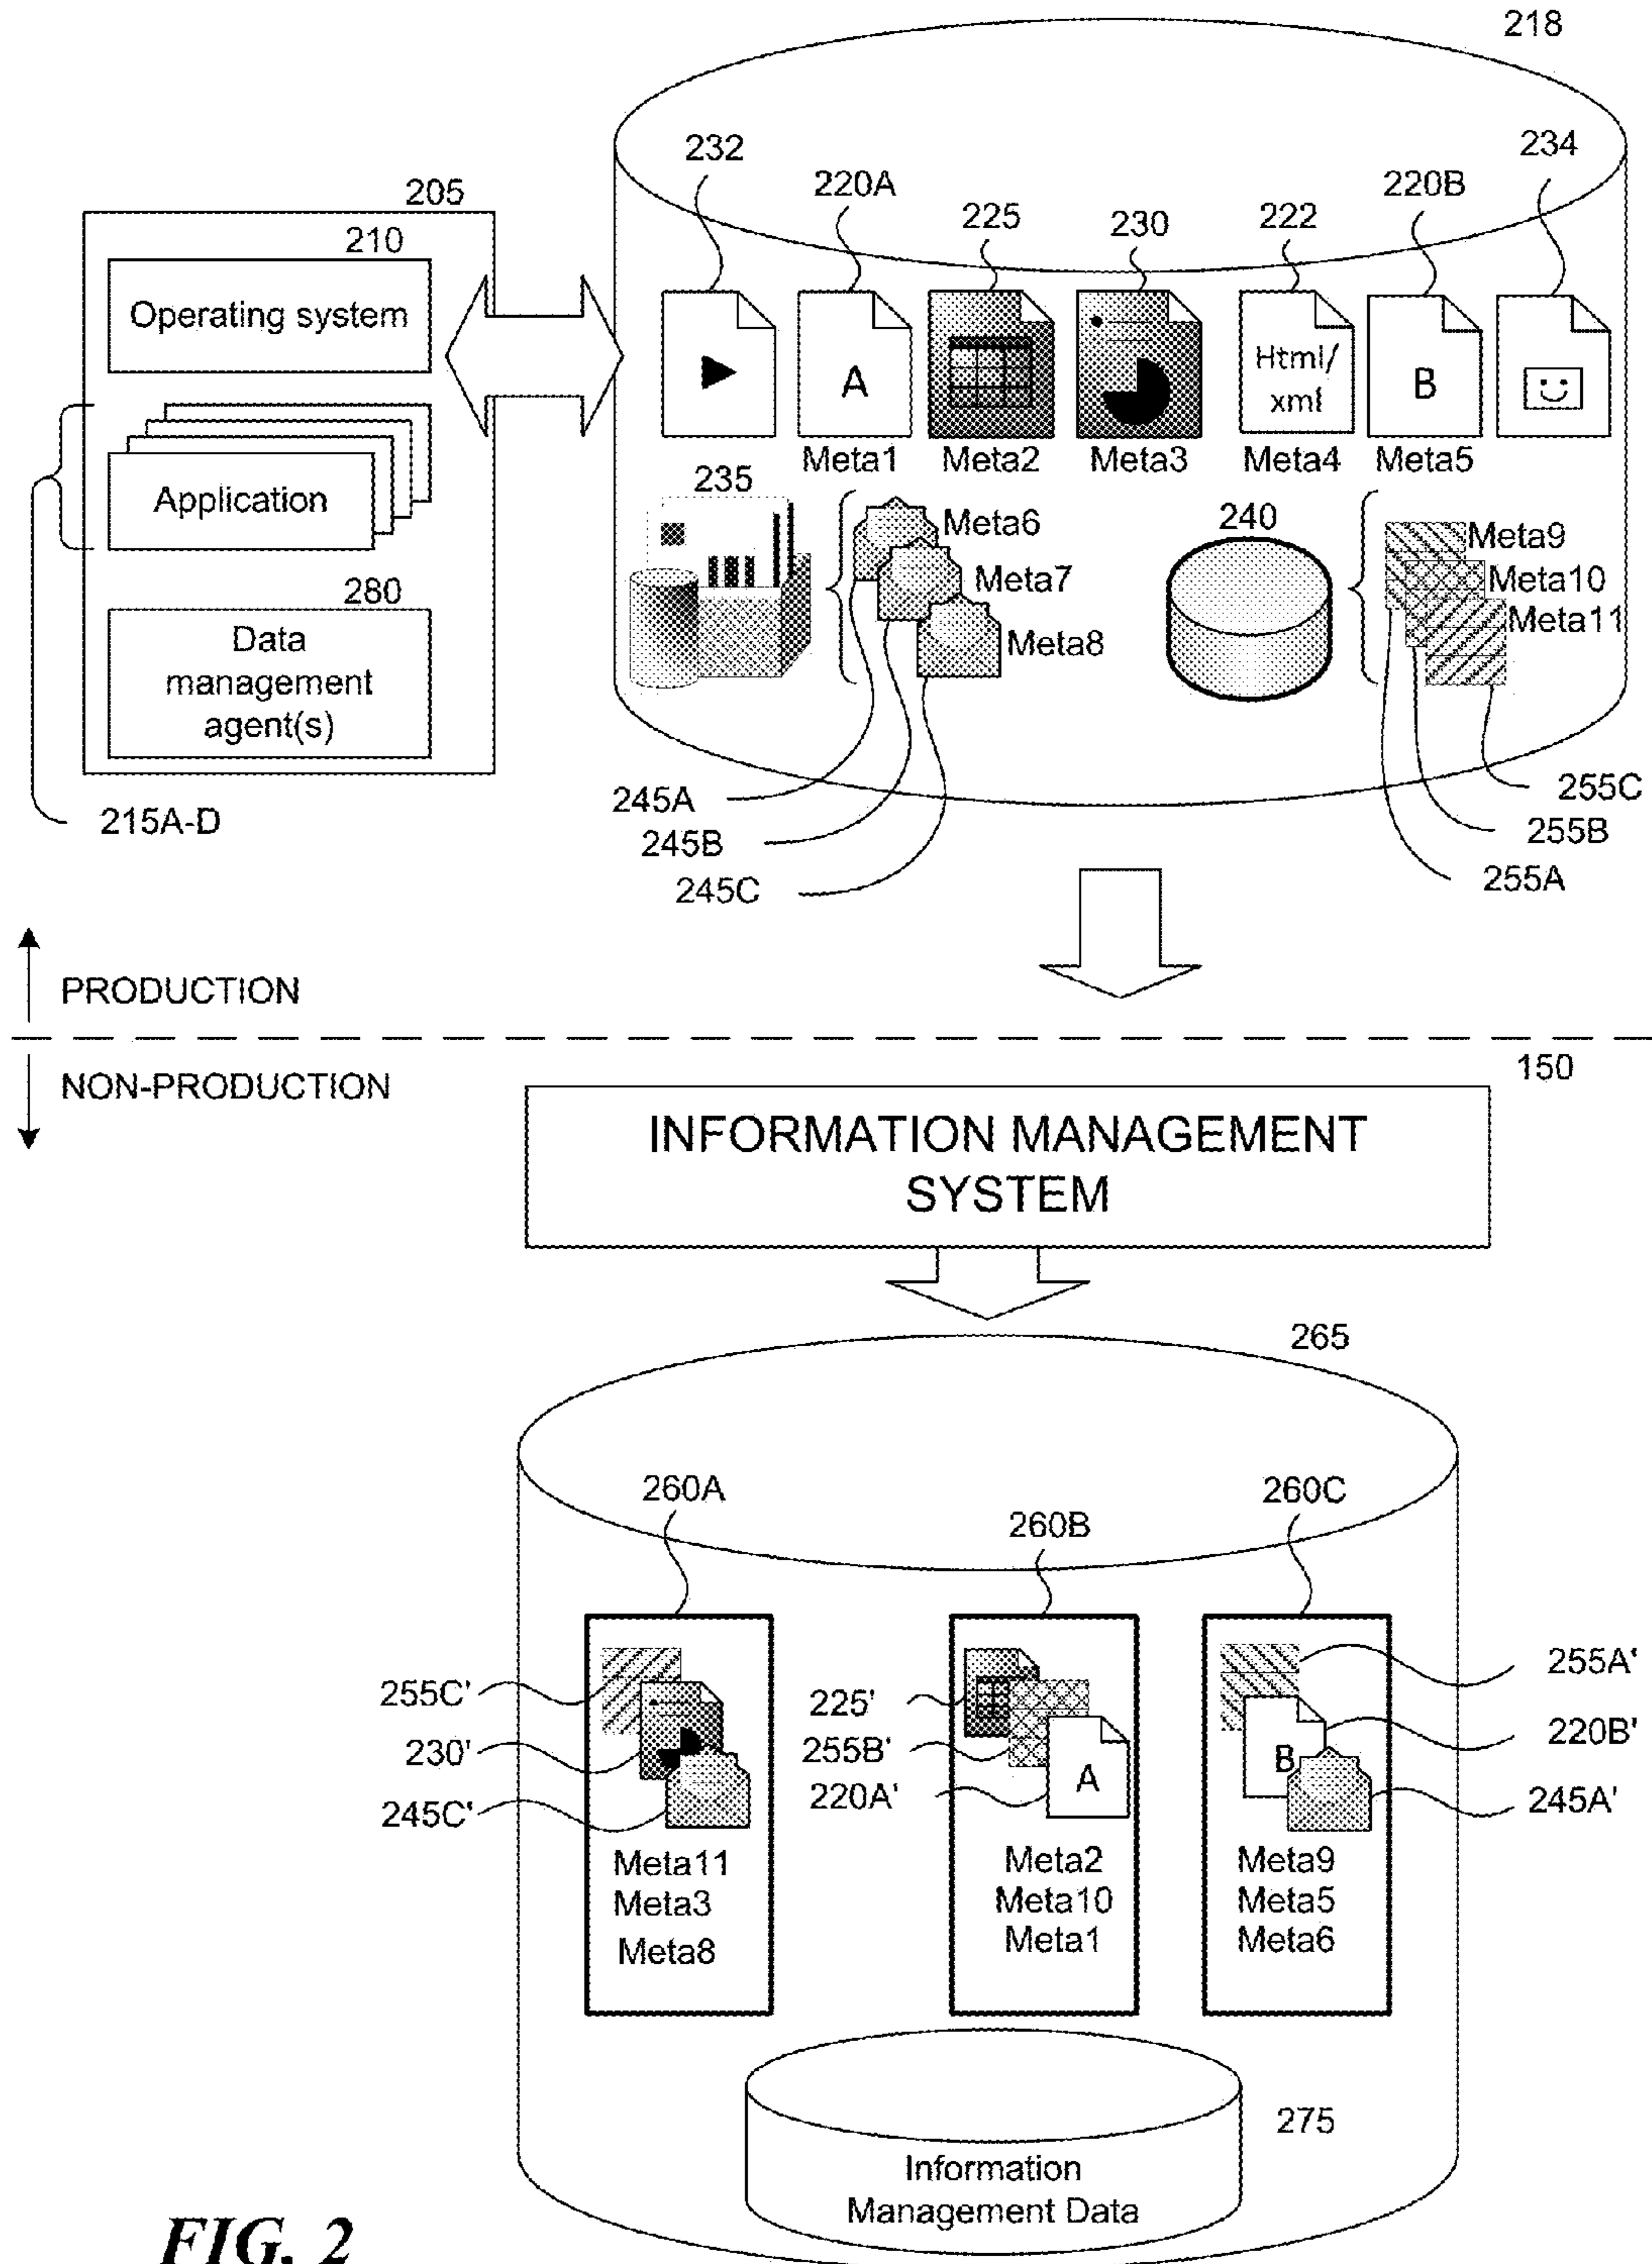 218
232
234
220A
220B
205
225
230
222
210
Operating system
Html/
xml
A
B
Meta1
Meta2
Meta3
Meta4
Meta5
Application
235
240
Meta6
Meta7
Meta8
Meta9
Meta10
Meta11
280
Data
management
agent(s)
215A-D
245A
245B
245C
255C
255B
255A
PRODUCTION
NON-PRODUCTION
150
INFORMATION MANAGEMENT
SYSTEM
265
260A
260B
260C
255C'
230'
245C'
225'
255B'
220A'
A
B
255A'
220B'
245A'
Meta11
Meta3
Meta8
Meta2
Meta10
Meta1
Meta9
Meta5
Meta6
275
Information
Management Data
FIG. 2